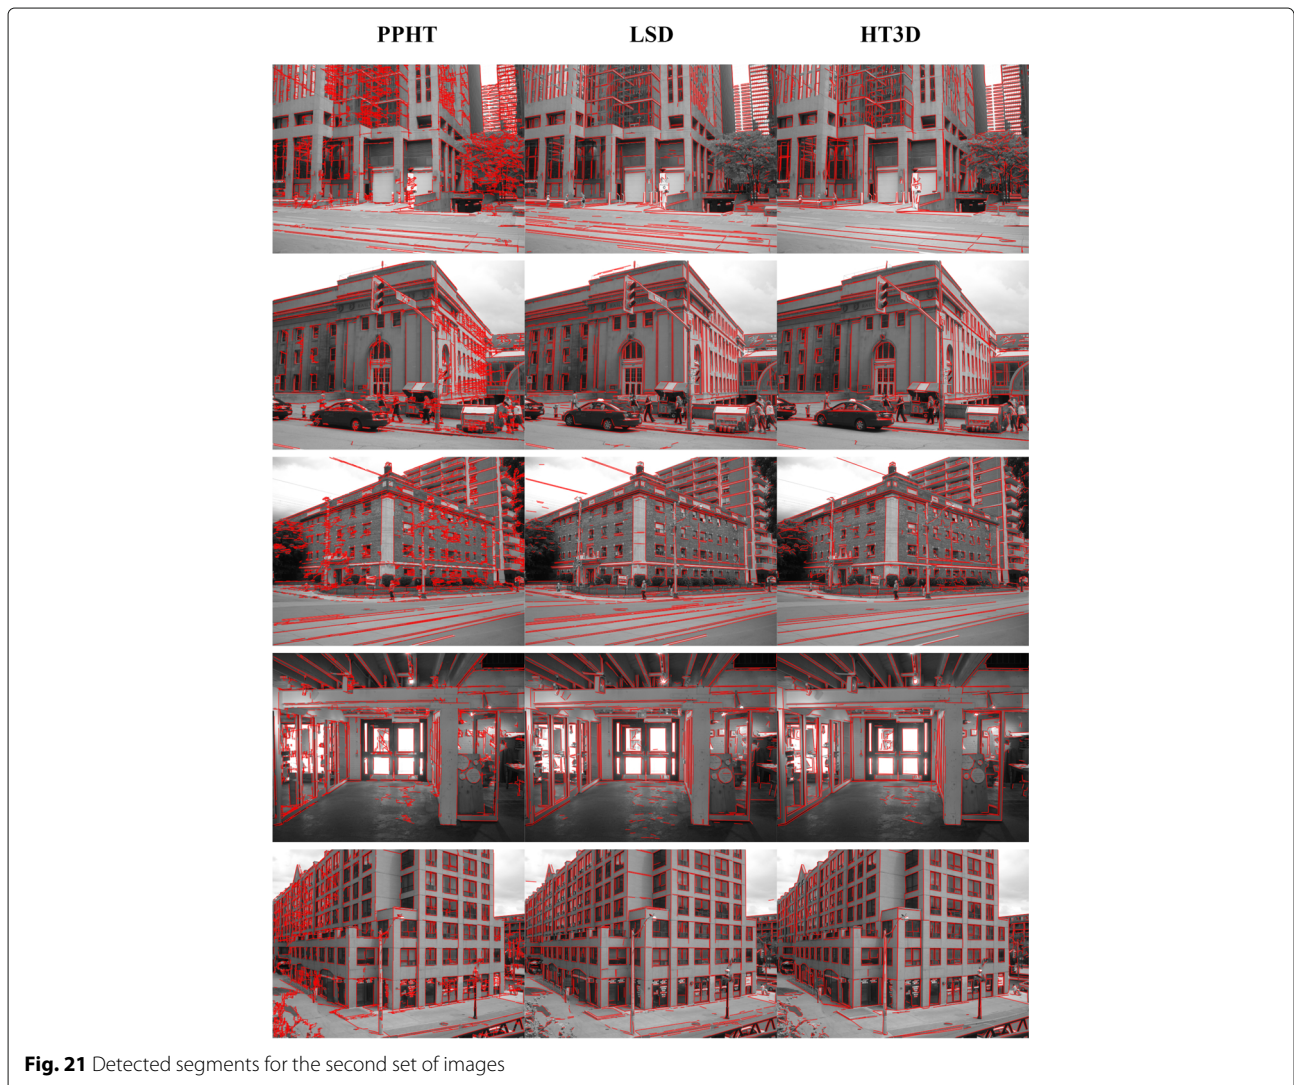 PPHT LSD HT3D
Fig. 21 Detected segments for the second set of images